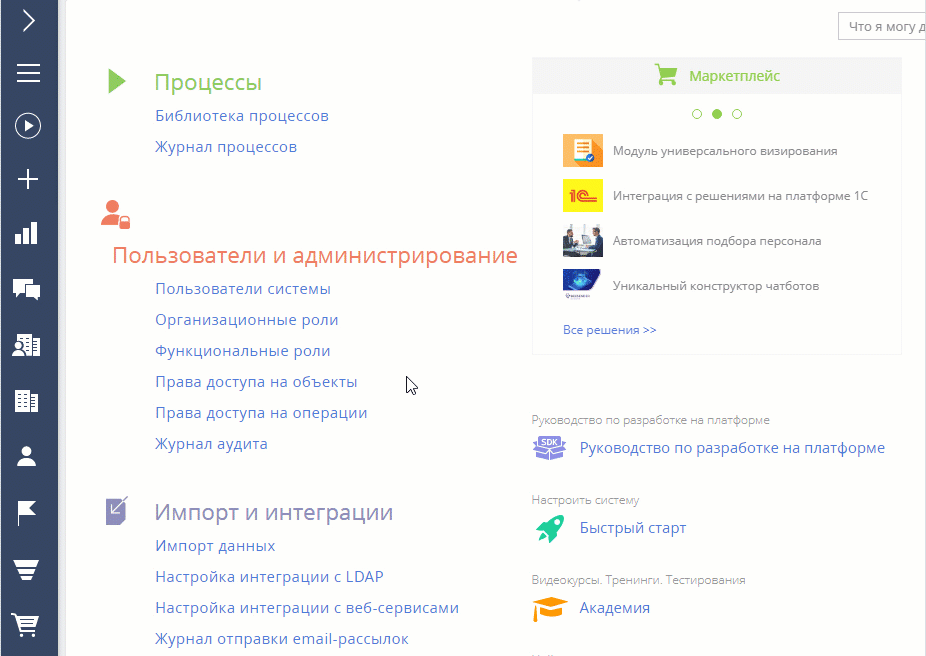 Что я могу д
Процессы
Библиотека процессов
Журнал процессов
Пользователи и администрирование
Пользователи системы
Организационные роли
Функциональные роли
Права доступа на объекты
Права доступа на операции
Журнал аудита
Импорт и интеграции
Импорт данных
Настройка интеграции с LDAP
Настройка интеграции с веб-сервисами
Журнал отправки email-рассылок
Маркетплейс
Модуль универсального визирования
1С
Интеграция с решениями на платформе 1С
Автоматизация подбора персонала
Уникальный конструктор чатботов
Все решения >>
Руководство по разработке на платформе
SDK
Руководство по разработке на платформе
Настроить систему
Быстрый старт
Видеокурсы. Тренинги. Тестирования
Академия